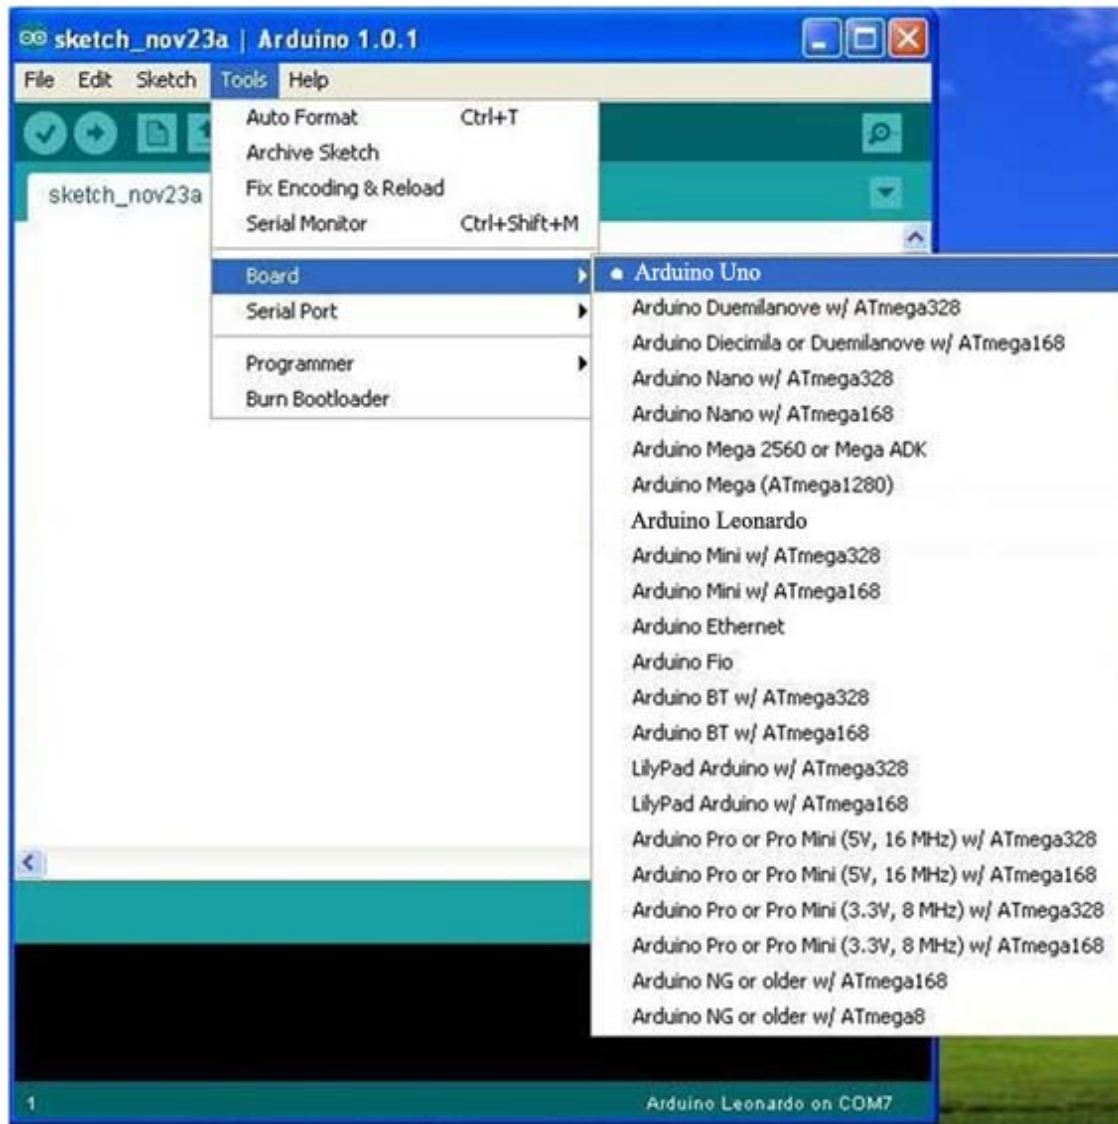 sketch_nov23a | Arduino 1.0.1
File Edit Sketch Tools Help
sketch_nov23a
Auto Format Ctrl+T
Archive Sketch
Fix Encoding & Reload
Serial Monitor Ctrl+Shift+M
Board
Serial Port
Programmer
Burn Bootloader
Arduino Uno
Arduino Duemilanove w/ ATmega328
Arduino Diecimila or Duemilanove w/ ATmega168
Arduino Nano w/ ATmega328
Arduino Nano w/ ATmega168
Arduino Mega 2560 or Mega ADK
Arduino Mega (ATmega1280)
Arduino Leonardo
Arduino Mini w/ ATmega328
Arduino Mini w/ ATmega168
Arduino Ethernet
Arduino Fio
Arduino BT w/ ATmega328
Arduino BT w/ ATmega168
LilyPad Arduino w/ ATmega328
LilyPad Arduino w/ ATmega168
Arduino Pro or Pro Mini (5V, 16 MHz) w/ ATmega328
Arduino Pro or Pro Mini (5V, 16 MHz) w/ ATmega168
Arduino Pro or Pro Mini (3.3V, 8 MHz) w/ ATmega328
Arduino Pro or Pro Mini (3.3V, 8 MHz) w/ ATmega168
Arduino NG or older w/ ATmega168
Arduino NG or older w/ ATmega8
1 Arduino Leonardo on COM7